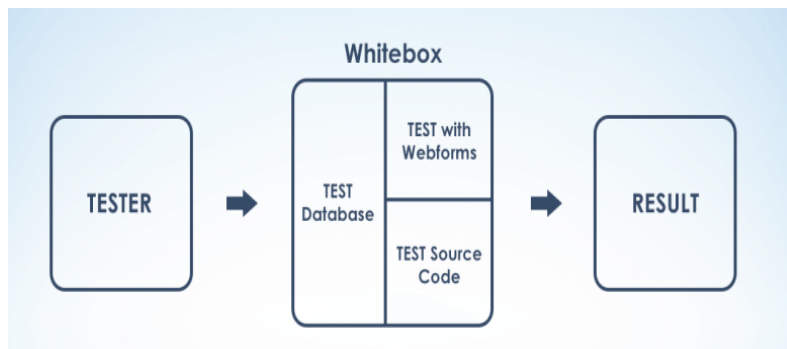 Whitebox
TESTER
TEST
Database
TEST with
Webforms
TEST Source
Code
RESULT